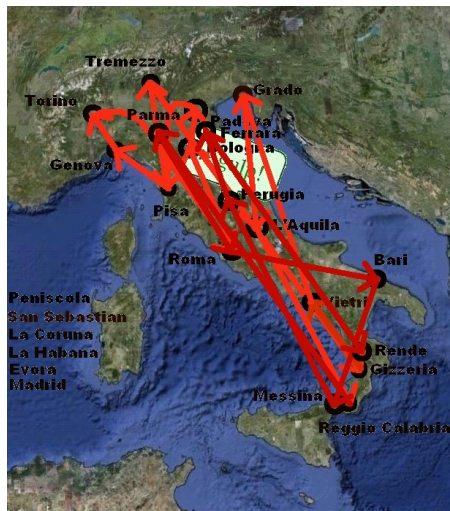 Tremezzo
Grado
Torino
Parma
Padova
Ferrara
Bologna
Genova
Perugia
Pisa
L'Aquila
Roma
Bari
Peniscola
Vietri
San Sebastian
La Coruna
La Habana
Rende
Evora
Gizzeria
Madrid
Messina
Reggio Calabria